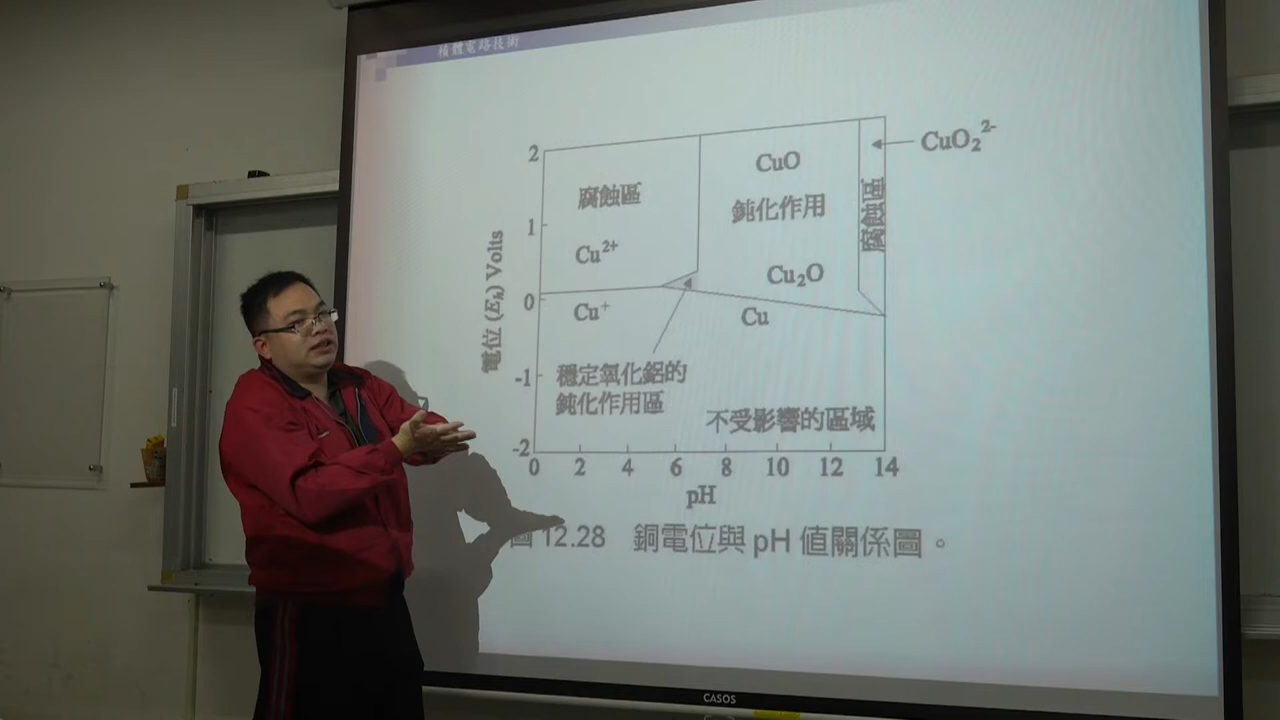 積體電路技術
CuO₂²⁻
2
CuO
腐蝕區
鈍化作用
腐蝕區
1
Cu²⁺
Cu₂O
電位 (Eₕ) Volts
0
Cu⁺
Cu
-1
穩定氧化鋁的
鈍化作用區
不受影響的區域
-2
0 2 4 6 8 10 12 14
pH
圖 12.28 銅電位與 pH 值關係圖。
CASOS